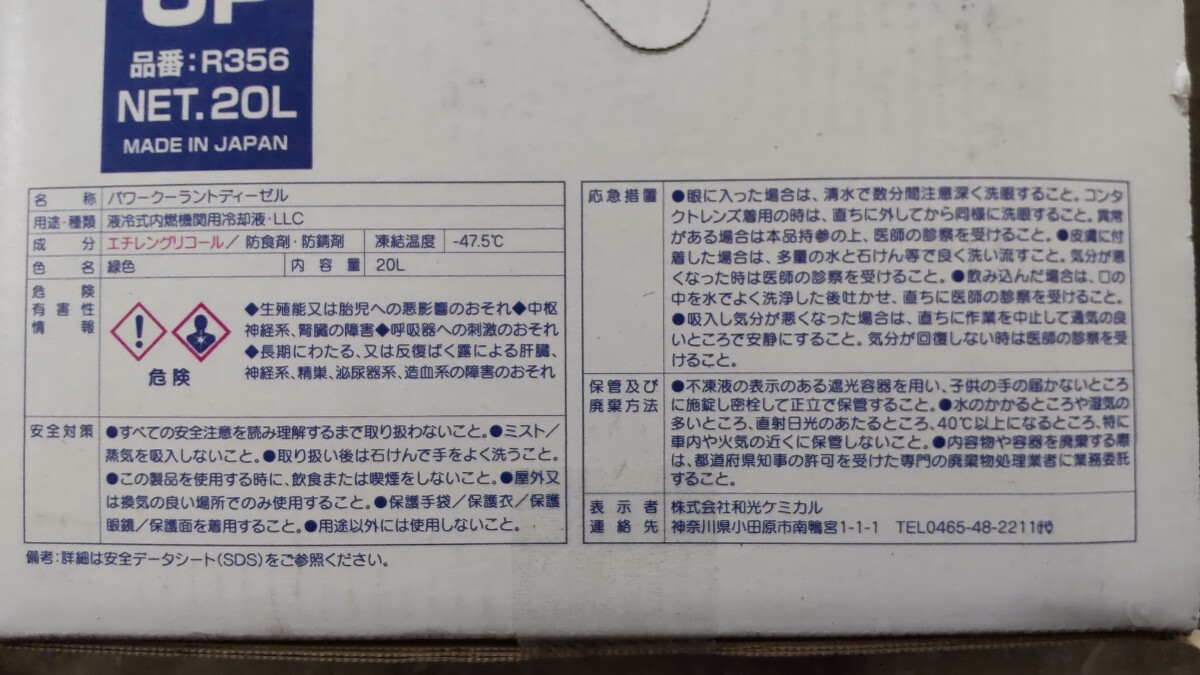 UP
品番:R356
NET.20L
MADE IN JAPAN
名称 パワークーラントディーゼル
用途・種類 液冷式内燃機関用冷却液・LLC
成分 エチレングリコール/防食剤・防錆剤 凍結温度 -47.5℃
色名 緑色 内容量 20L
危険
有害性
情報
◆生殖能又は胎児への悪影響のおそれ◆中枢
神経系、腎臓の障害◆呼吸器への刺激のおそれ
◆長期にわたる、又は反復ばく露による肝臓、
神経系、精巣、泌尿器系、造血系の障害のおそれ
危険
安全対策 ●すべての安全注意を読み理解するまで取り扱わないこと。●ミスト/
蒸気を吸入しないこと。●取り扱い後は石けんで手をよく洗うこと。
●この製品を使用する時に、飲食または喫煙をしないこと。●屋外又
は換気の良い場所でのみ使用すること。●保護手袋/保護衣/保護
眼鏡/保護面を着用すること。●用途以外には使用しないこと。
備考:詳細は安全データシート(SDS)をご参照ください。
応急措置 ●眼に入った場合は、清水で数分間注意深く洗眼すること。コンタ
クトレンズ着用の時は、直ちに外してから同様に洗眼すること。異常
がある場合は本品持参の上、医師の診察を受けること。●皮膚に付
着した場合は、多量の水と石けん等で良く洗い流すこと。気分が悪
くなった時は医師の診察を受けること。●飲み込んだ場合は、口の
中を水でよく洗浄した後吐かせ、直ちに医師の診察を受けること。
●吸入し気分が悪くなった場合は、直ちに作業を中止して通気の良
いところで安静にすること。気分が回復しない時は医師の診察を受
けること。
保管及び
廃棄方法
●不凍液の表示のある遮光容器を用い、子供の手の届かないところ
に施錠し密栓して正立で保管すること。●水のかかるところや湿気の
多いところ、直射日光のあたるところ、40℃以上になるところ、特に
車内や火気の近くに保管しないこと。●内容物や容器を廃棄する際
は、都道府県知事の許可を受けた専門の廃棄物処理業者に業務委託
すること。
表示者 株式会社和光ケミカル
連絡先 神奈川県小田原市南鴨宮1-1-1 TEL0465-48-2211㈹